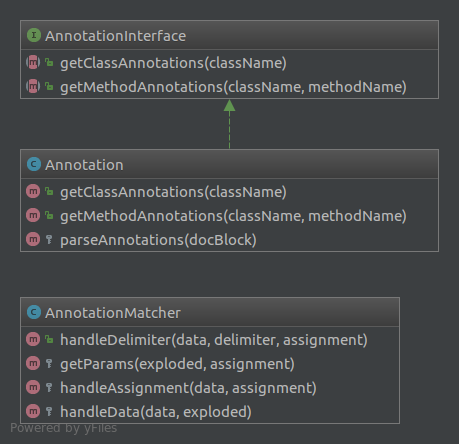 AnnotationInterface
getClassAnnotations(className)
getMethodAnnotations(className, methodName)
Annotation
getClassAnnotations(className)
getMethodAnnotations(className, methodName)
parseAnnotations(docBlock)
AnnotationMatcher
handleDelimiter(data, delimiter, assignment)
getParams(exploded, assignment)
handleAssignment(data, assignment)
handleData(data, exploded)
Powered by yFiles